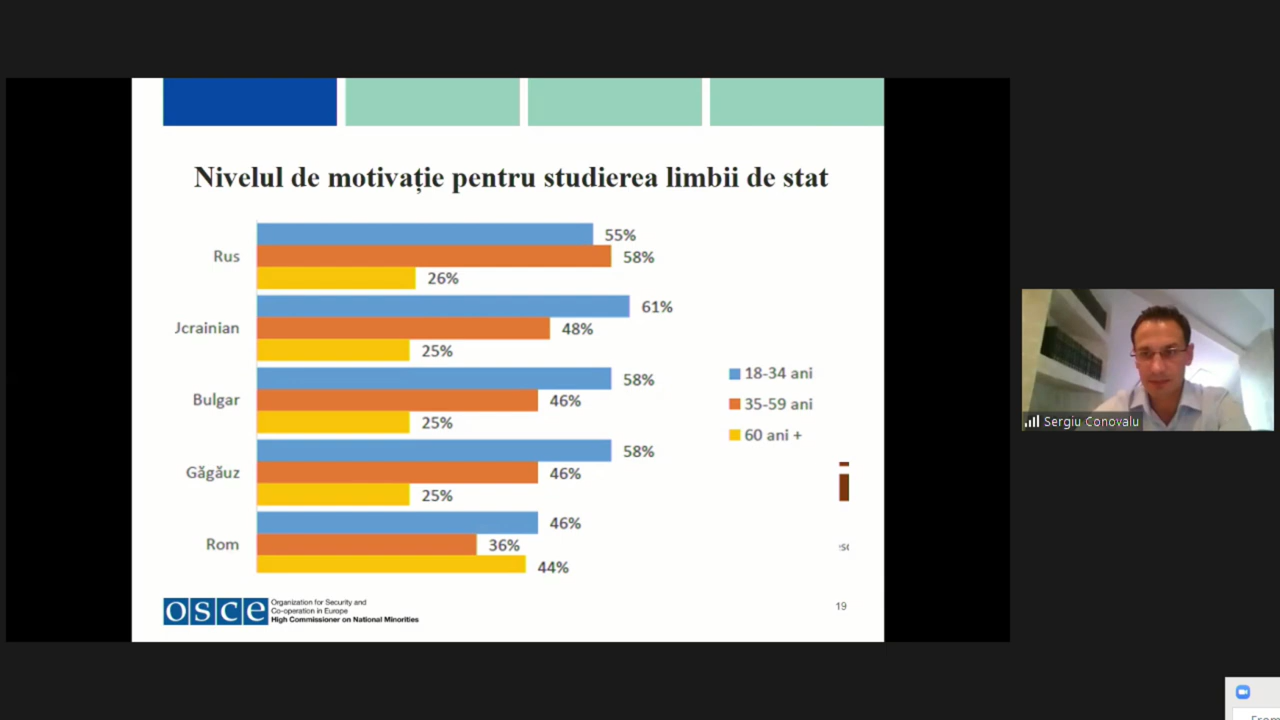 Nivelul de motivație pentru studierea limbii de stat
Rus
55%
58%
26%
Jcrainian
61%
48%
25%
Bulgar
58%
46%
25%
Găgăuz
58%
46%
25%
Rom
46%
36%
44%
18-34 ani
35-59 ani
60 ani +
osce
Organization for Security and
Co-operation in Europe
High Commissioner on National Minorities
19
Sergiu Conovalu